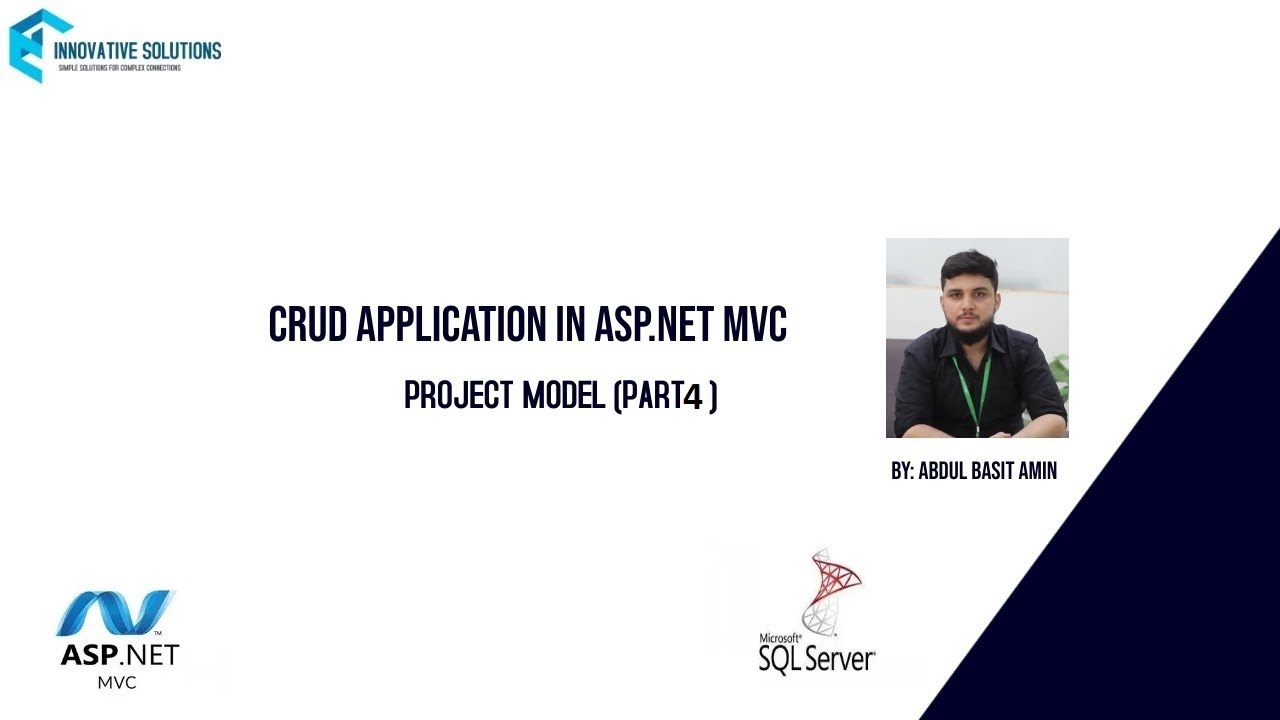 INNOVATIVE SOLUTIONS
SIMPLE SOLUTIONS FOR COMPLEX CONNECTIONS
CRUD APPLICATION IN ASP.NET MVC
PROJECT MODEL (PART4 )
BY: ABDUL BASIT AMIN
ASP.NET™
MVC
Microsoft®
SQL Server®